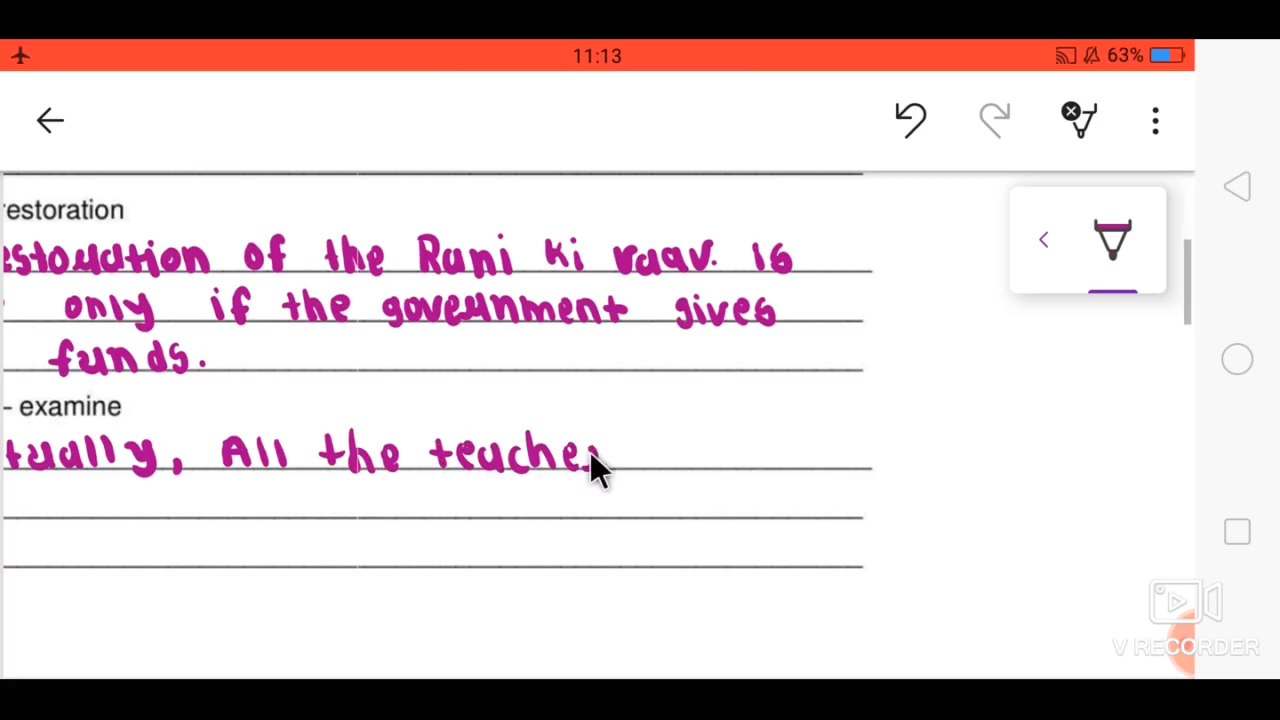 11:13
63%
restoration
estoration of the Rani ki vaav. is
only if the government gives
funds.
- examine
tually, All the teacher
V RECORDER